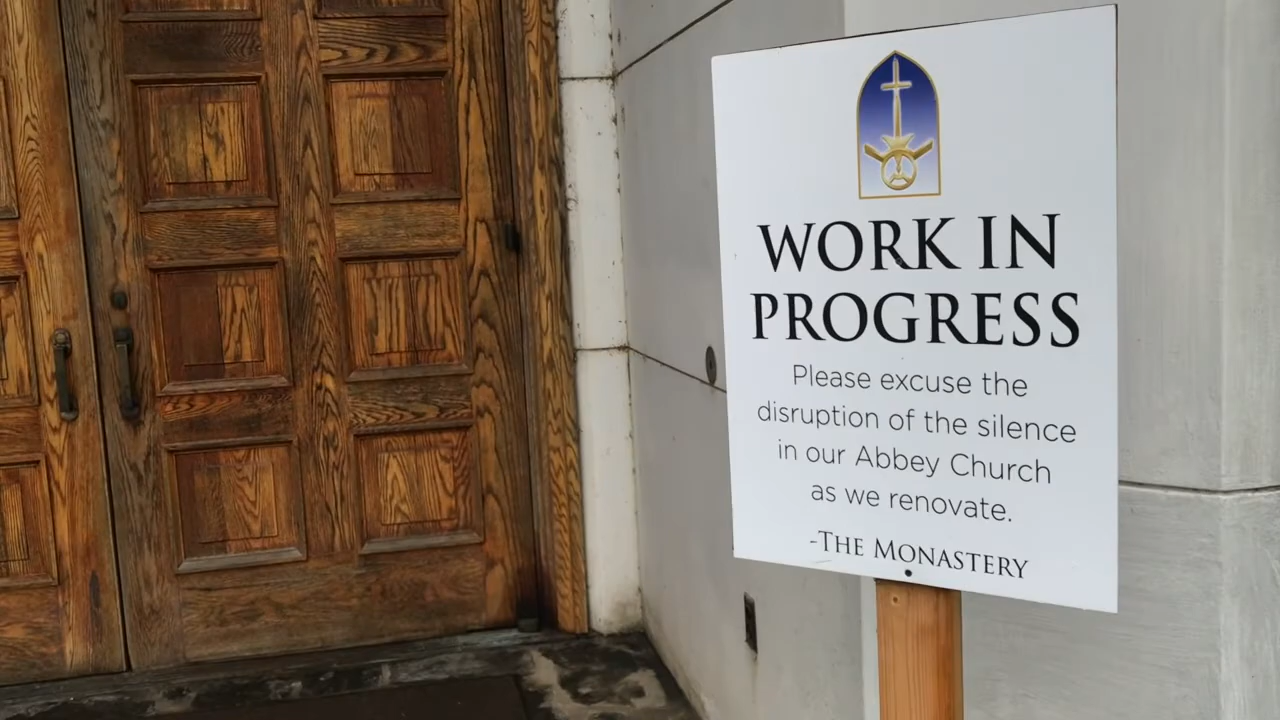 WORK IN
PROGRESS
Please excuse the
disruption of the silence
in our Abbey Church
as we renovate.
-THE MONASTERY